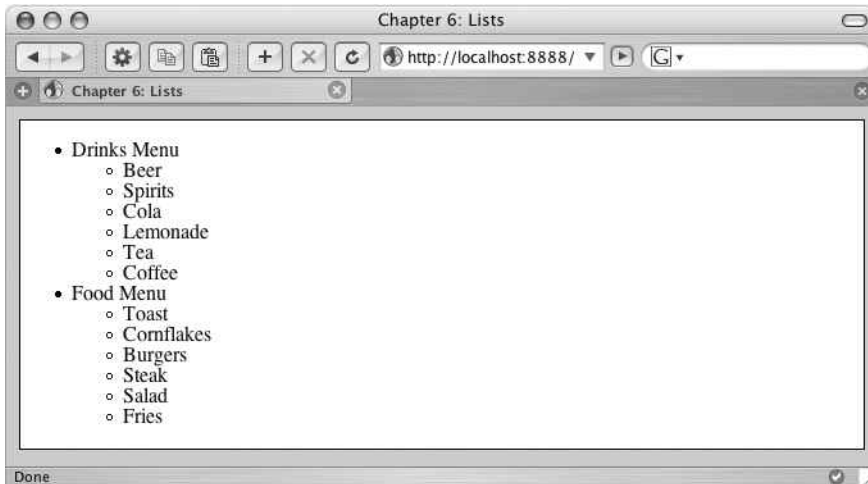 Chapter 6: Lists
http://localhost:8888/
G
Chapter 6: Lists
Drinks Menu
Beer
Spirits
Cola
Lemonade
Tea
Coffee
Food Menu
Toast
Cornflakes
Burgers
Steak
Salad
Fries
Done